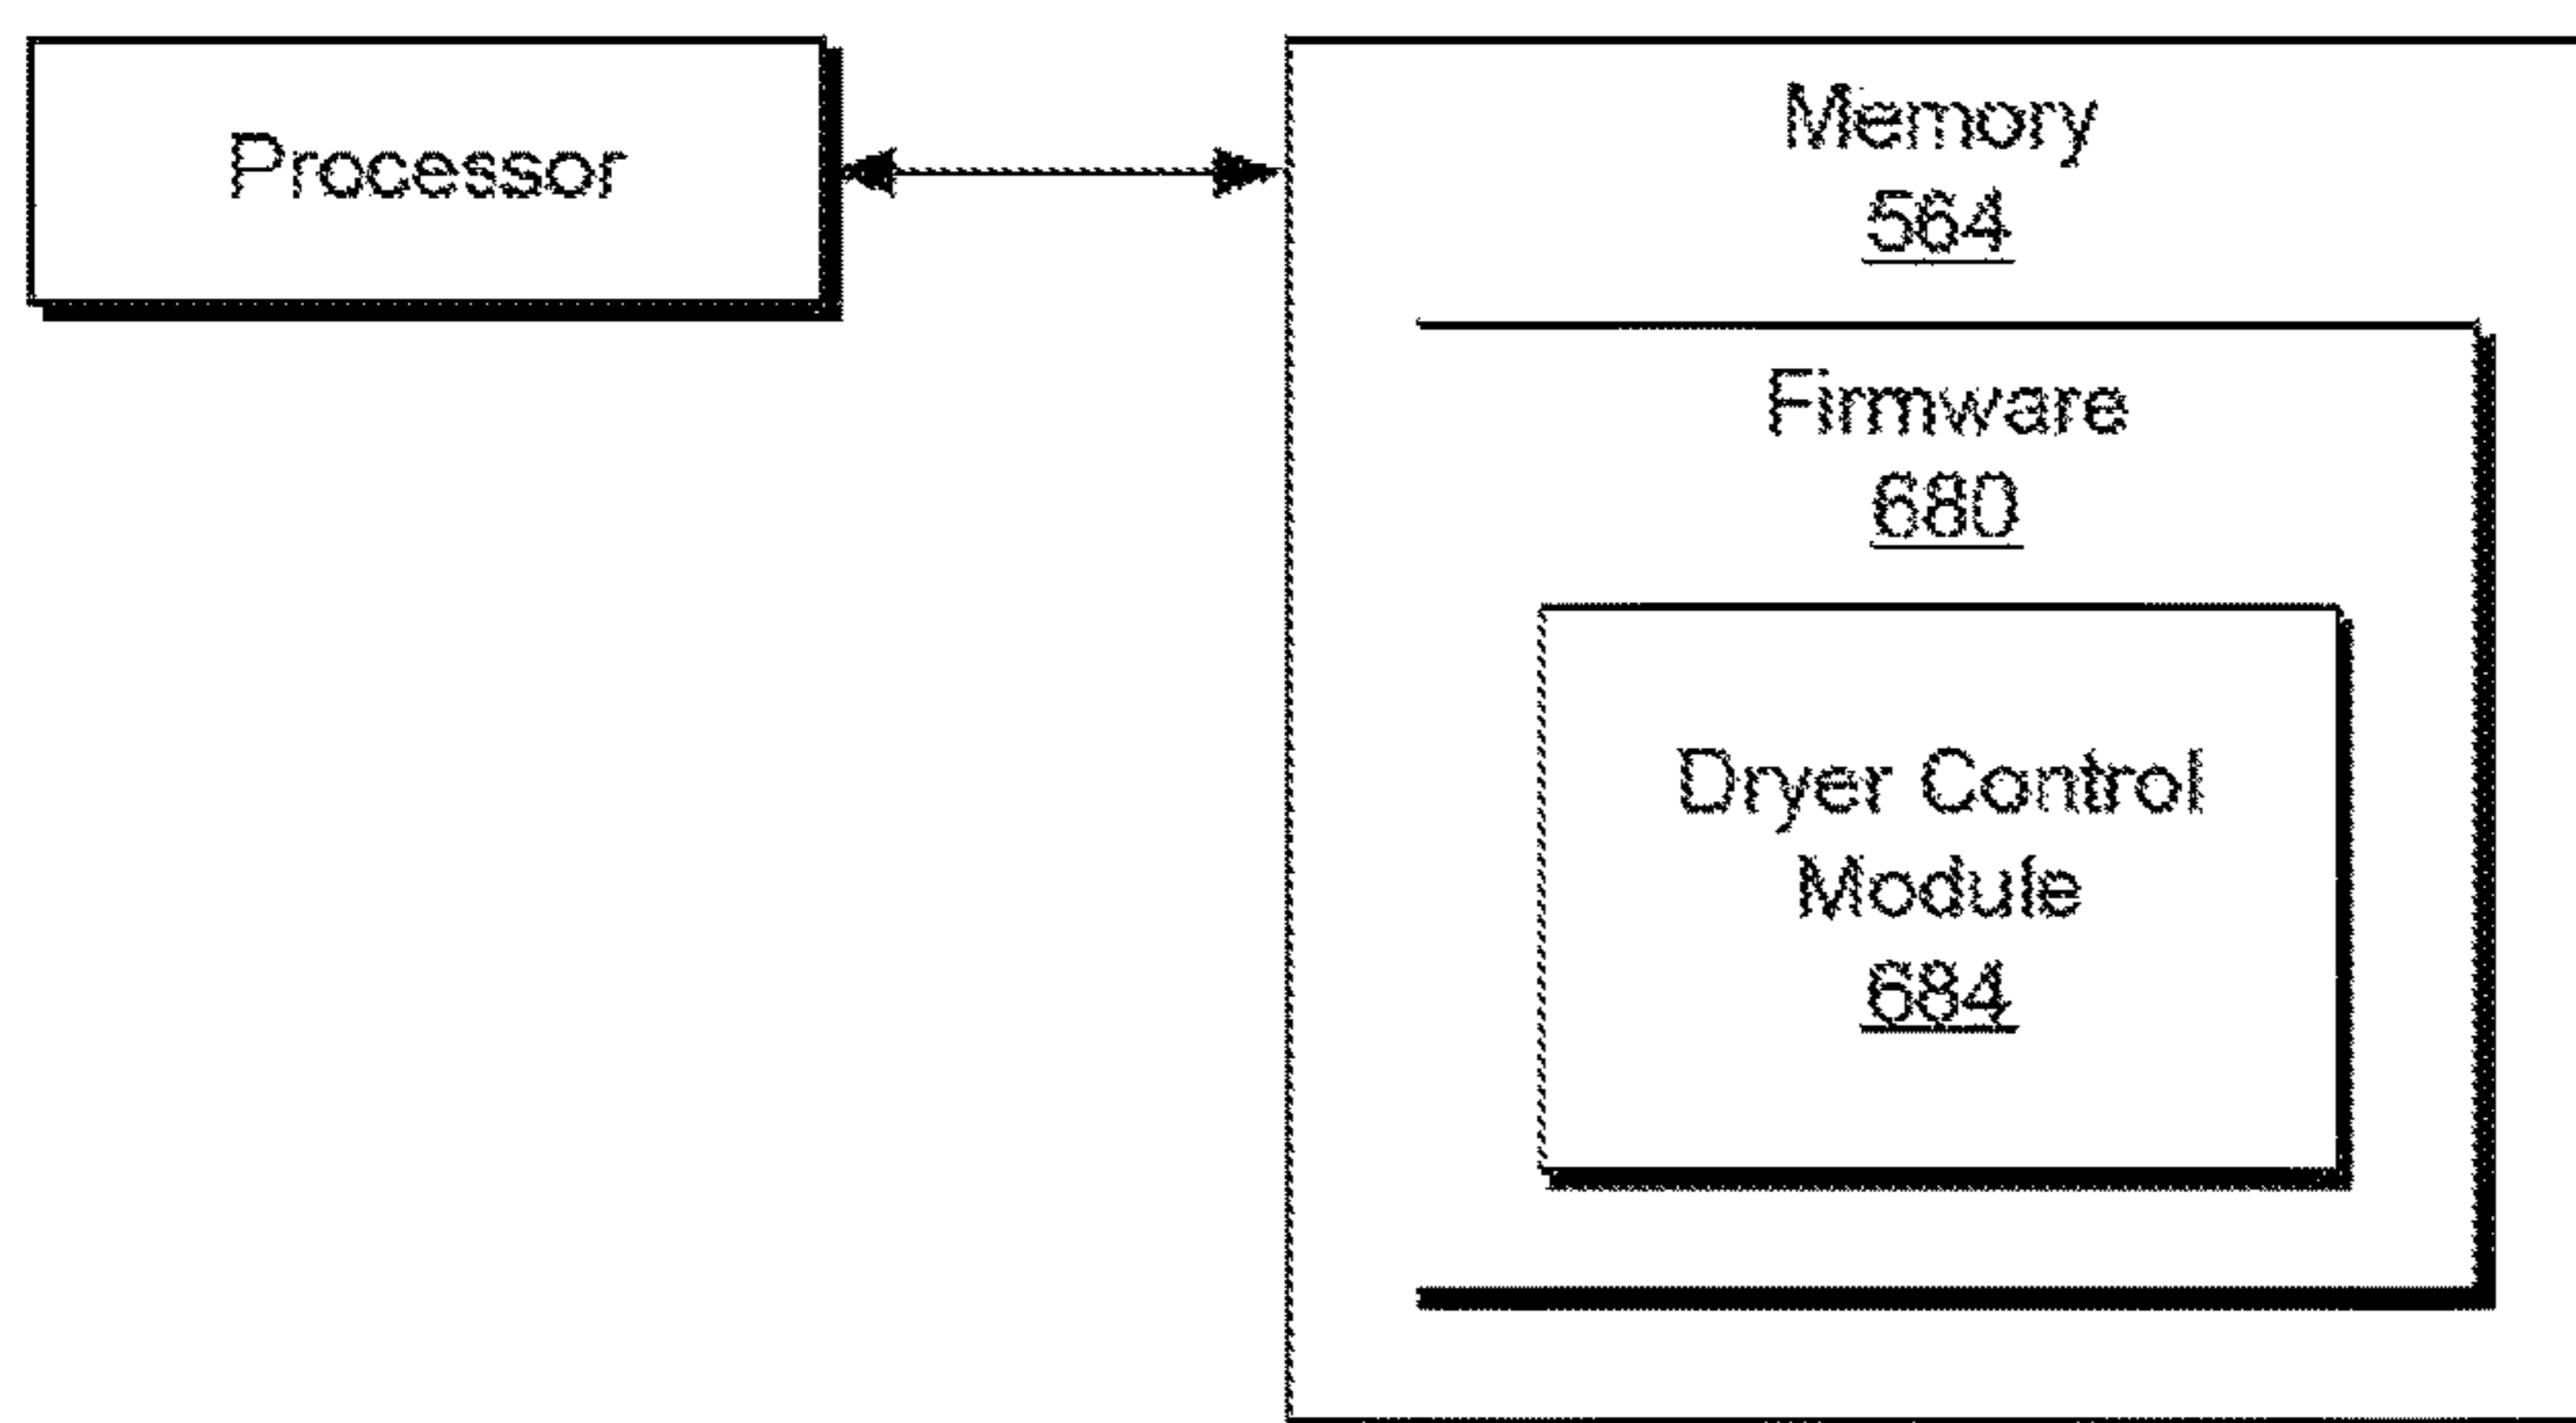 Processor
Memory
564
Firmware
680
Dryer Control
Module
684